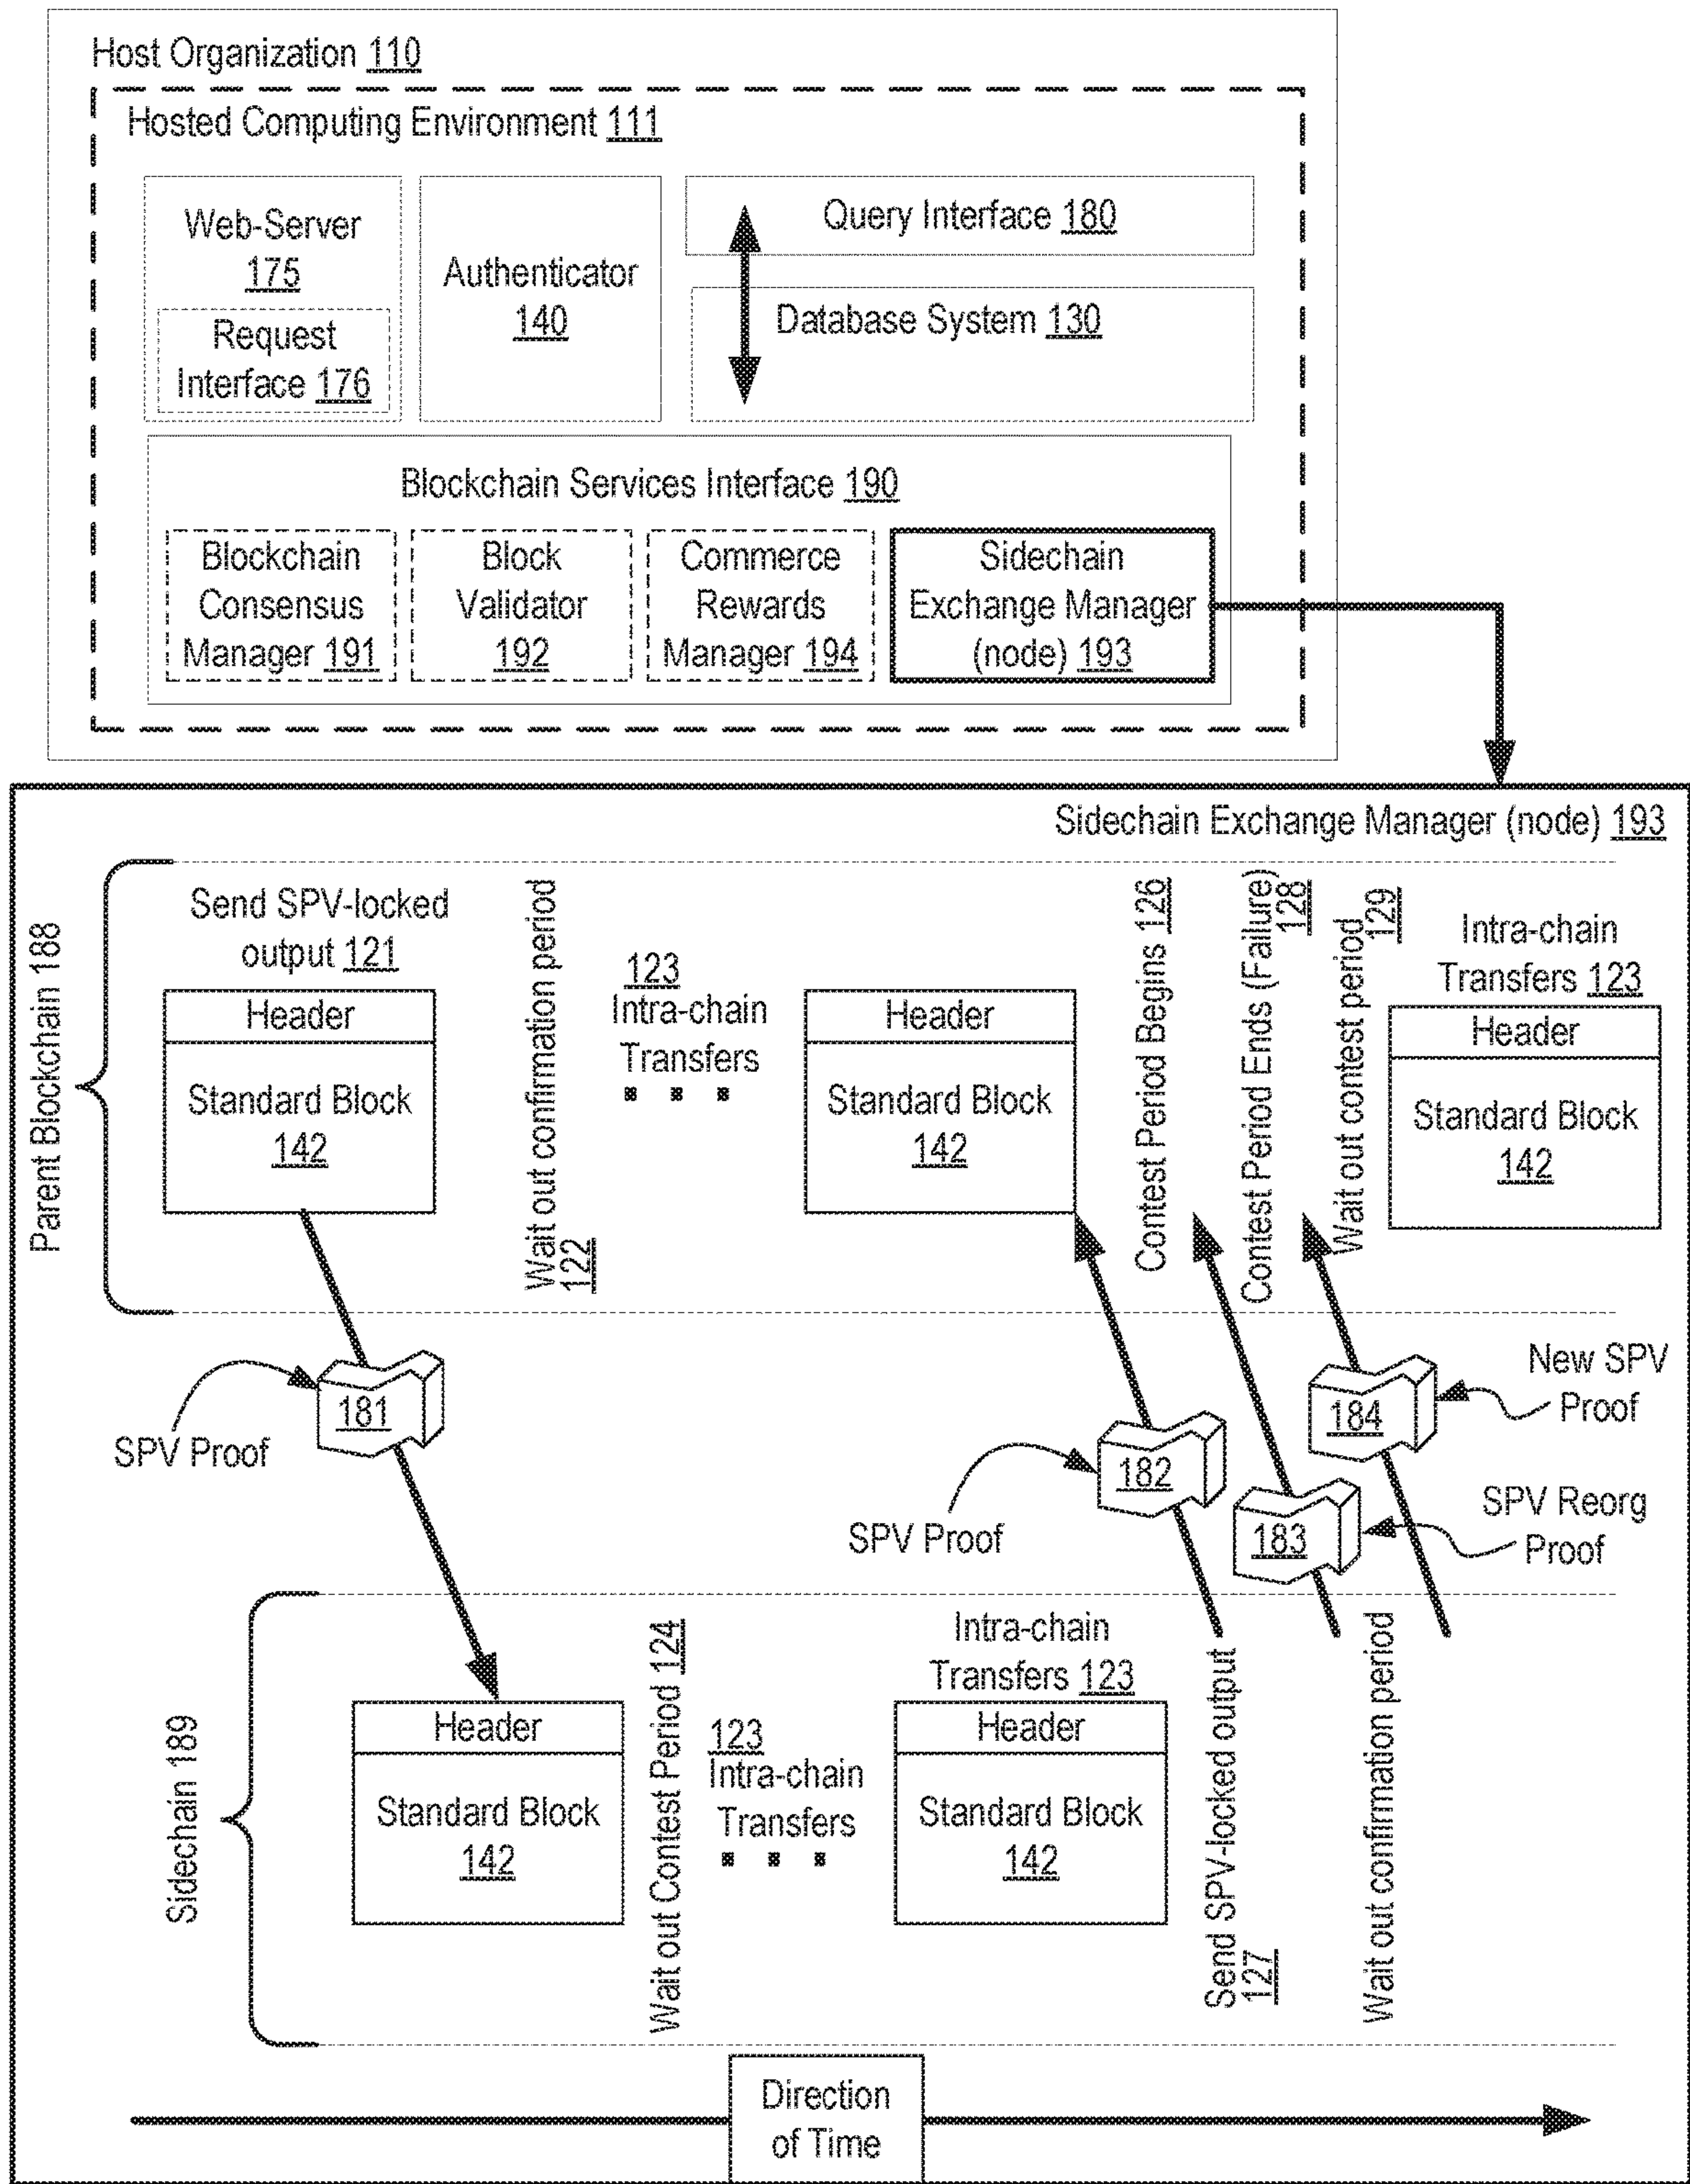 Host Organization 110
Hosted Computing Environment 111
Web-Server
175
Request
Interface 176
Authenticator
140
Query Interface 180
Database System 130
Blockchain Services Interface 190
Blockchain
Consensus
Manager 191
Block
Validator
192
Commerce
Rewards
Manager 194
Sidechain
Exchange Manager
(node) 193
Sidechain Exchange Manager (node) 193
Parent Blockchain 188
Send SPV-locked
output 121
Header
Standard Block
142
Wait out confirmation period
122
123
Intra-chain
Transfers
Header
Standard Block
142
Contest Period Begins 126
Contest Period Ends (Failure)
128
Wait out contest period
129
Intra-chain
Transfers 123
Header
Standard Block
142
SPV Proof
181
SPV Proof
182
183
SPV Reorg
Proof
184
New SPV
Proof
Sidechain 189
Header
Standard Block
142
Wait out Contest Period 124
123
Intra-chain
Transfers
Intra-chain
Transfers 123
Header
Standard Block
142
Send SPV-locked output
127
Wait out confirmation period
Direction
of Time